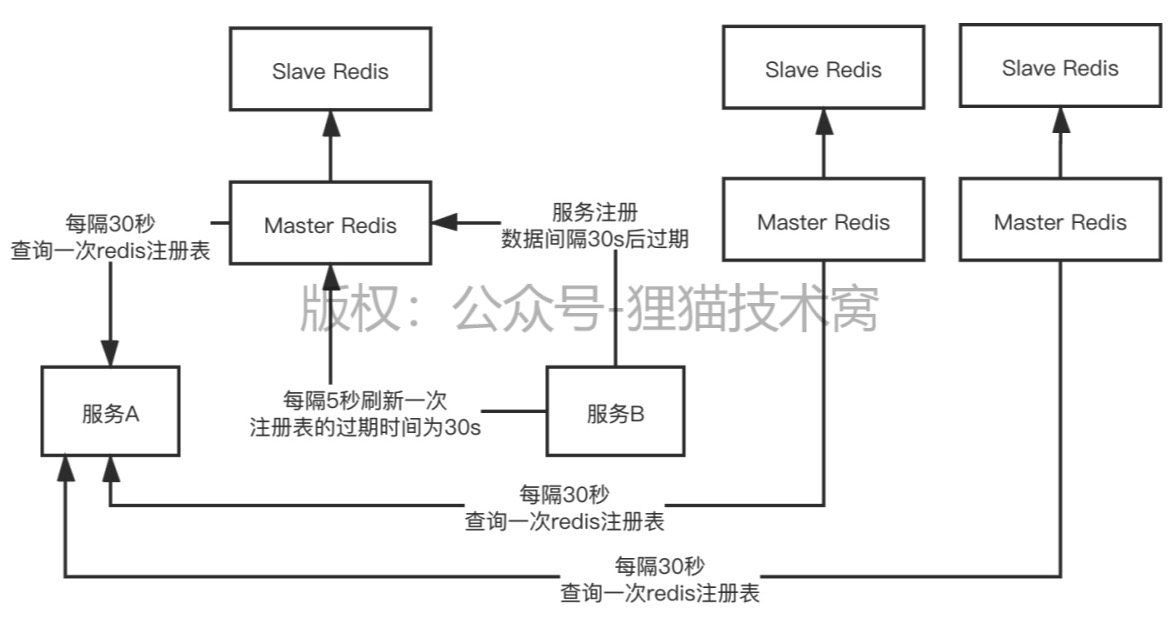 Slave Redis
Slave Redis
Slave Redis
Master Redis
Master Redis
Master Redis
每隔30秒
查询一次redis注册表
服务注册
数据间隔30s后过期
版权：公众号-狸猫技术窝
服务A
每隔5秒刷新一次
注册表的过期时间为30s
服务B
每隔30秒
查询一次redis注册表
每隔30秒
查询一次redis注册表